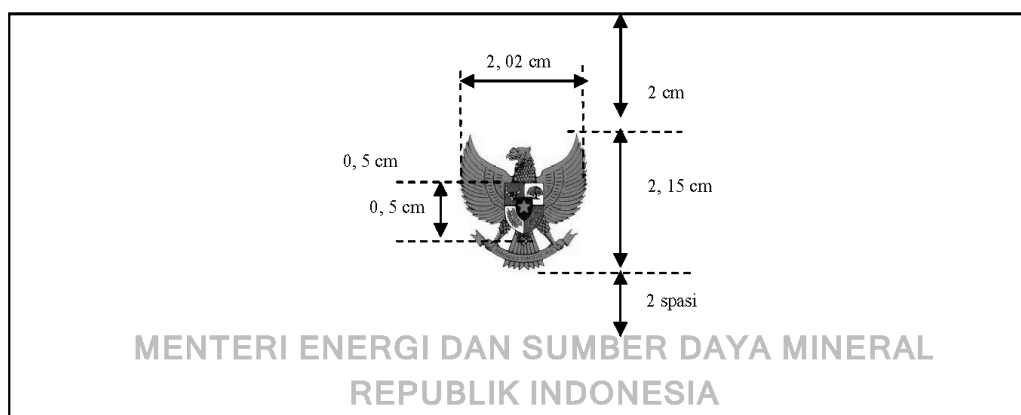 2, 02 cm
2 cm
0, 5 cm
2, 15 cm
0, 5 cm
2 spasi
MENTERI ENERGI DAN SUMBER DAYA MINERAL
REPUBLIK INDONESIA